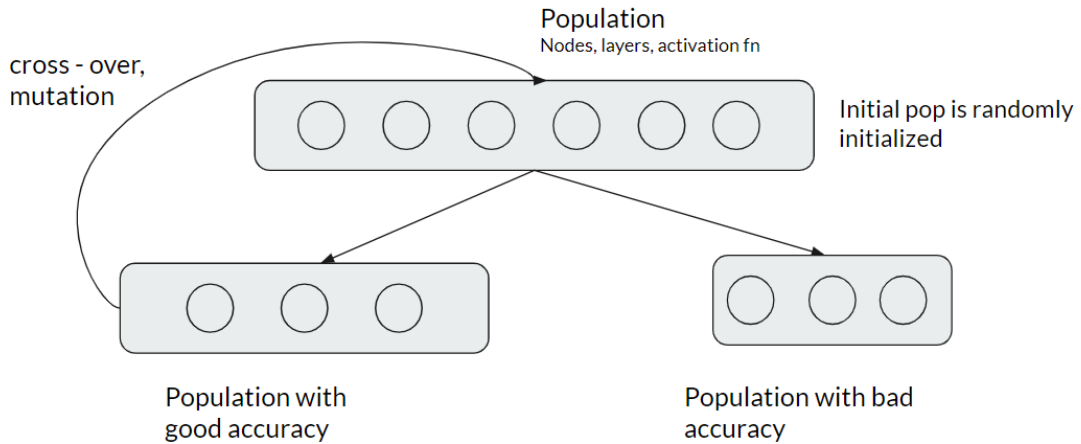 Population
Nodes, layers, activation fn
cross - over,
mutation
Initial pop is randomly
initialized
Population with
good accuracy
Population with bad
accuracy